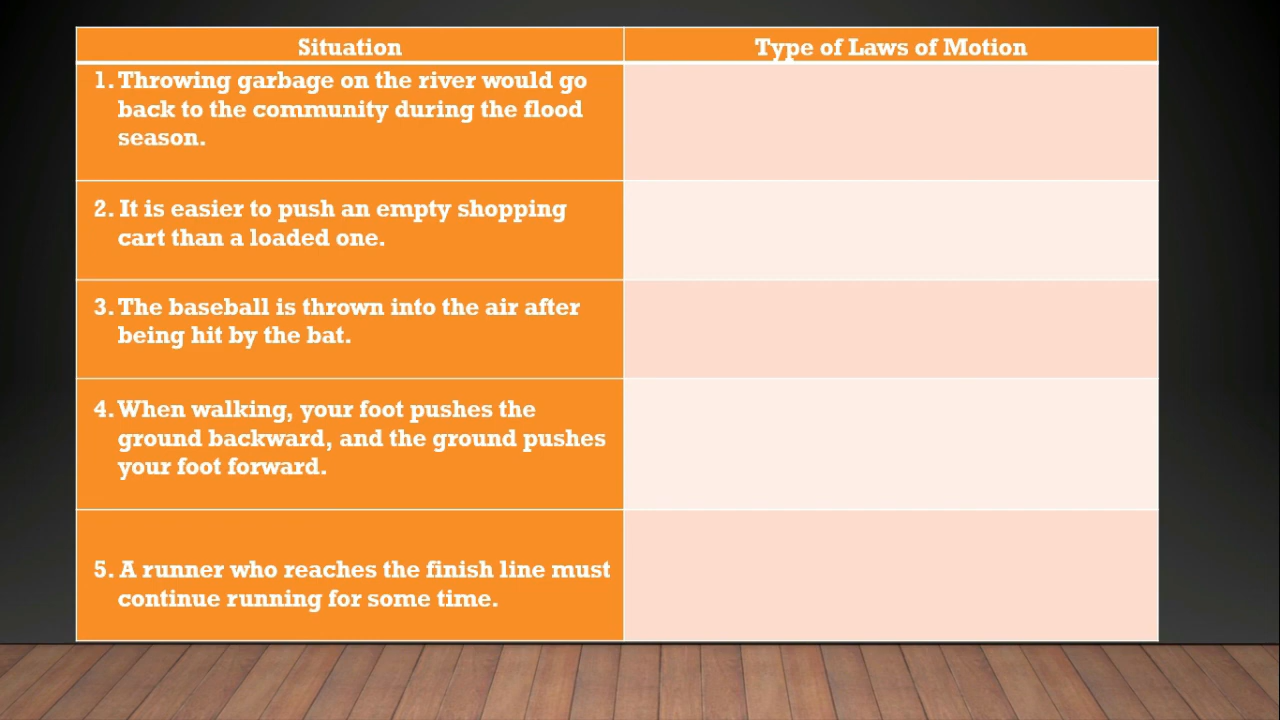 Situation
Type of Laws of Motion
1. Throwing garbage on the river would go
back to the community during the flood
season.
2. It is easier to push an empty shopping
cart than a loaded one.
3. The baseball is thrown into the air after
being hit by the bat.
4. When walking, your foot pushes the
ground backward, and the ground pushes
your foot forward.
5. A runner who reaches the finish line must
continue running for some time.